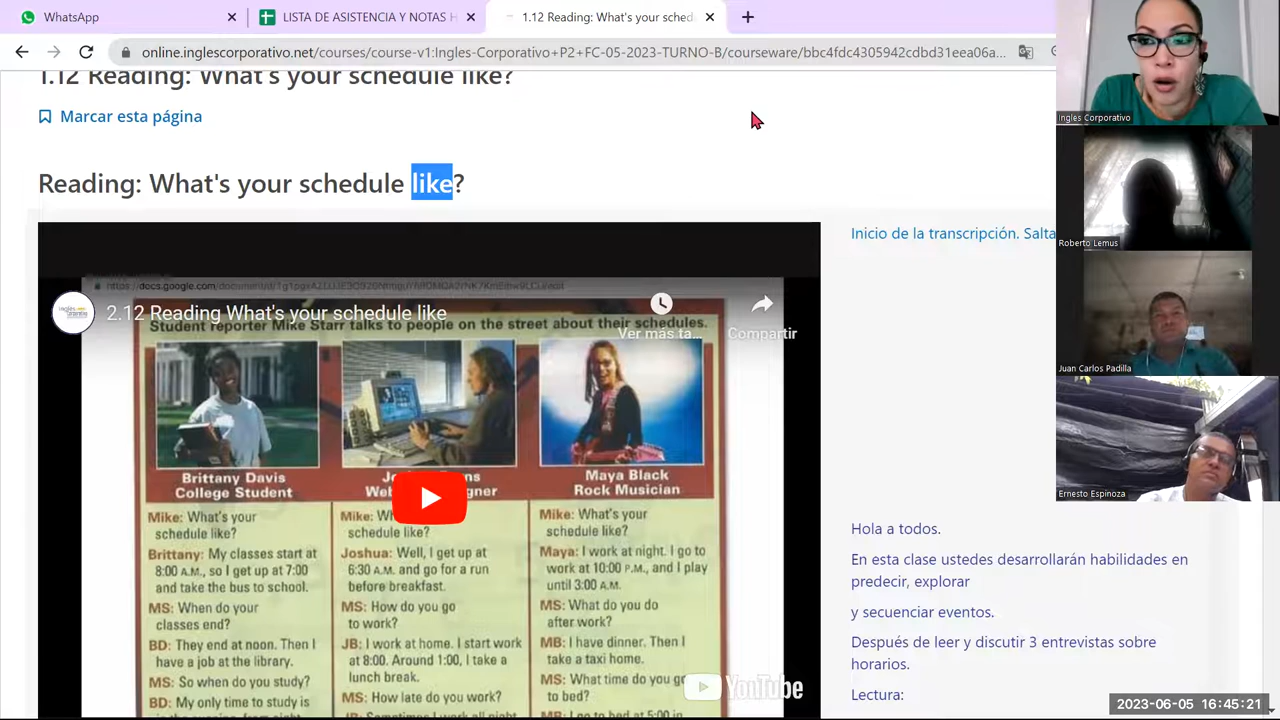 WhatsApp
LISTA DE ASISTENCIA Y NOTAS H
1.12 Reading: What's your sched
online.inglescorporativo.net/courses/course-v1
+P2+FC-05-2023-TURNO-B/courseware/bbc4fdc4305942cdbd31eea06a...
1.12 Reading: What's your schedule like?
Marcar esta página
Reading: What's your schedule like?
2.12 Reading What's your schedule like
Ver más ta...
Compartir
Student reporter Mike Starr talks to people on the street about their schedules.
Brittany Davis
College Student
Mike: What's your
schedule like?
Brittany: My classes start at
8:00 A.M., so I get up at 7:00
and take the bus to school.
MS: When do your
classes end?
BD: They end at noon. Then I
have a job at the library.
MS: So when do you study?
BD: My only time to study is
schedule like?
Joshua: Well, I get up at
6:30 A.M. and go for a run
before breakfast.
MS: How do you go
to work?
JB: I work at home. I start work
at 8:00. Around 1:00, I take a
lunch break.
MS: How late do you work?
Maya Black
Rock Musician
Mike: What's your
schedule like?
Maya: I work at night. I go to
work at 10:00 P.M., and I play
until 3:00 A.M.
MS: What do you do
after work?
MB: I have dinner. Then I
take a taxi home.
MS: What time do you go
to bed?
YouTube
Inicio de la transcripción. Salta
Hola a todos.
En esta clase ustedes desarrollarán habilidades en
predecir, explorar
y secuenciar eventos.
Después de leer y discutir 3 entrevistas sobre
horarios.
Lectura:
Ingles Corporativo
Roberto Lemus
Juan Carlos Padilla
Ernesto Espinoza
2023-06-05 16:45:21